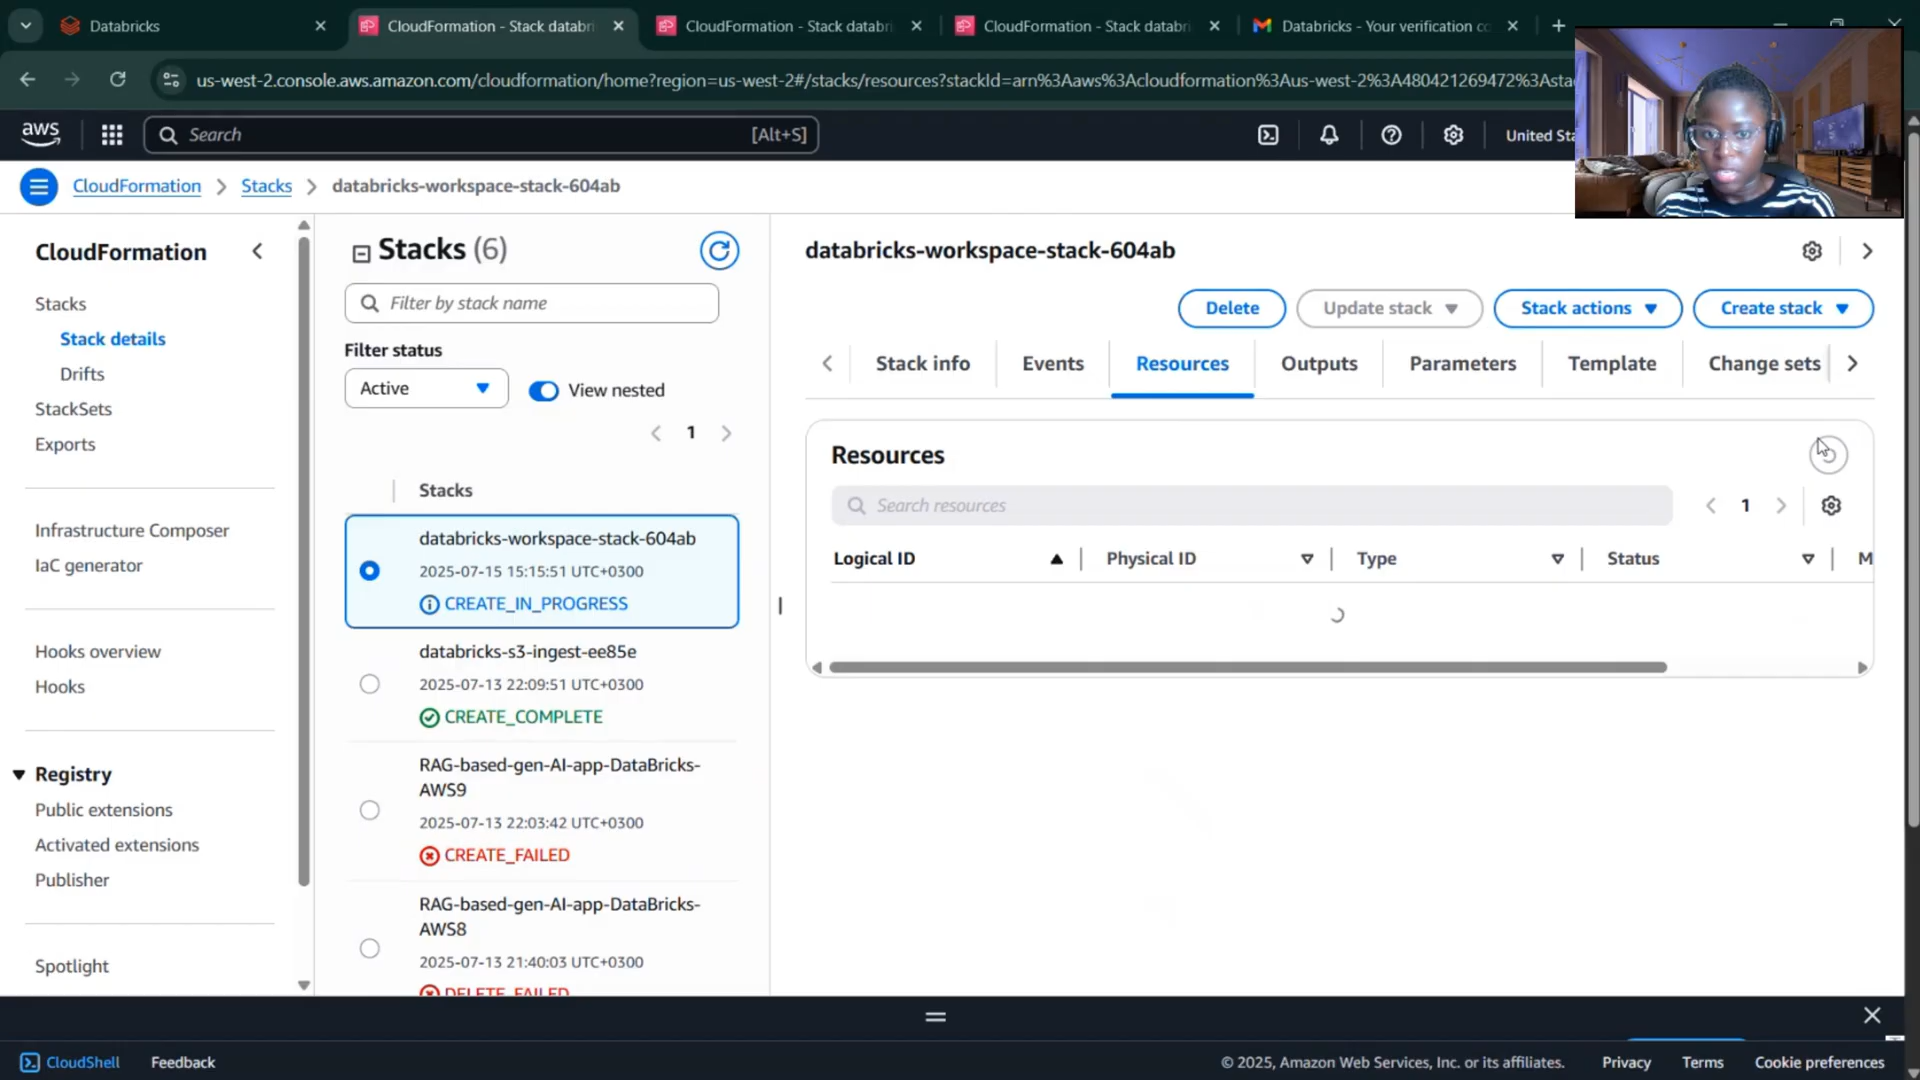 Databricks
CloudFormation - Stack databri
CloudFormation - Stack databri
CloudFormation - Stack databri
Databricks - Your verification co
us-west-2.console.aws.amazon.com/cloudformation/home?region=us-west-2#/stacks/resources?stackId=arn%3Aaws%3Acloudformation%3Aus-west-2%3A480421269472%3Astac
aws
Search
[Alt+S]
United Sta
CloudFormation
Stacks
databricks-workspace-stack-604ab
CloudFormation
Stacks
Stack details
Drifts
StackSets
Exports
Infrastructure Composer
IaC generator
Hooks overview
Hooks
Registry
Public extensions
Activated extensions
Publisher
Spotlight
Stacks (6)
Filter by stack name
Filter status
Active
View nested
1
Stacks
databricks-workspace-stack-604ab
2025-07-15 15:15:51 UTC+0300
CREATE_IN_PROGRESS
databricks-s3-ingest-ee85e
2025-07-13 22:09:51 UTC+0300
CREATE_COMPLETE
RAG-based-gen-AI-app-DataBricks-
AWS9
2025-07-13 22:03:42 UTC+0300
CREATE_FAILED
RAG-based-gen-AI-app-DataBricks-
AWS8
2025-07-13 21:40:03 UTC+0300
DELETE_FAILED
databricks-workspace-stack-604ab
Delete
Update stack
Stack actions
Create stack
Stack info
Events
Resources
Outputs
Parameters
Template
Change sets
Resources
Search resources
1
Logical ID
Physical ID
Type
Status
M
CloudShell
Feedback
© 2025, Amazon Web Services, Inc. or its affiliates.
Privacy
Terms
Cookie preferences